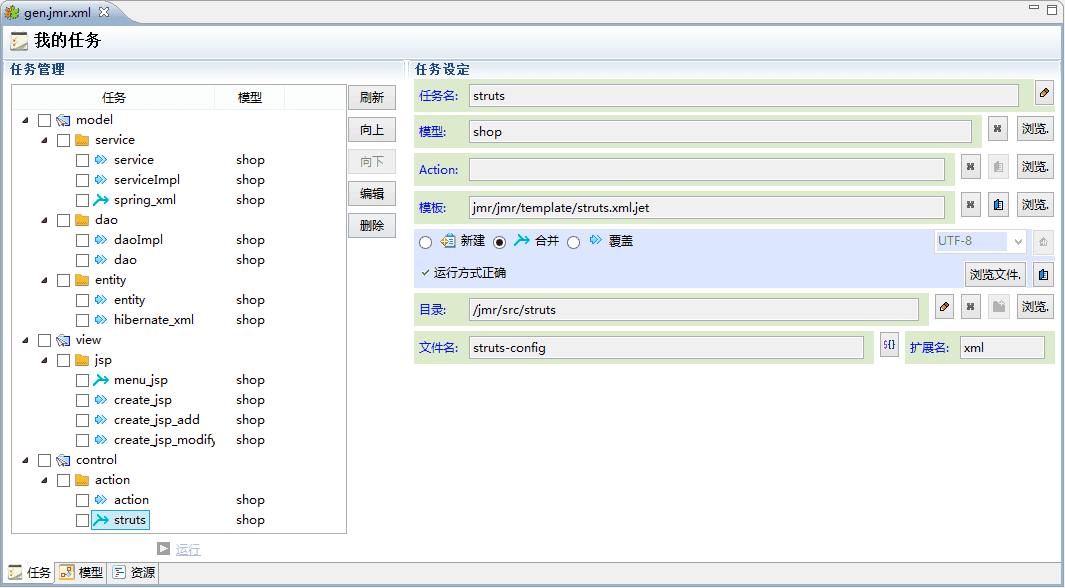 gen.jmr.xml
我的任务
任务管理
任务 模型
model
service
service shop
serviceImpl shop
spring_xml shop
dao
daoImpl shop
dao shop
entity
entity shop
hibernate_xml shop
view
jsp
menu_jsp shop
create_jsp shop
create_jsp_add shop
create_jsp_modify shop
control
action
action shop
struts shop
刷新
向上
向下
编辑
删除
运行
任务设定
任务名: struts
模型: shop 浏览.
Action: 浏览.
模板: jmr/jmr/template/struts.xml.jet 浏览.
新建 合并 覆盖 UTF-8
运行方式正确 浏览文件.
目录: /jmr/src/struts 浏览.
文件名: struts-config ${} 扩展名: xml
任务 模型 资源